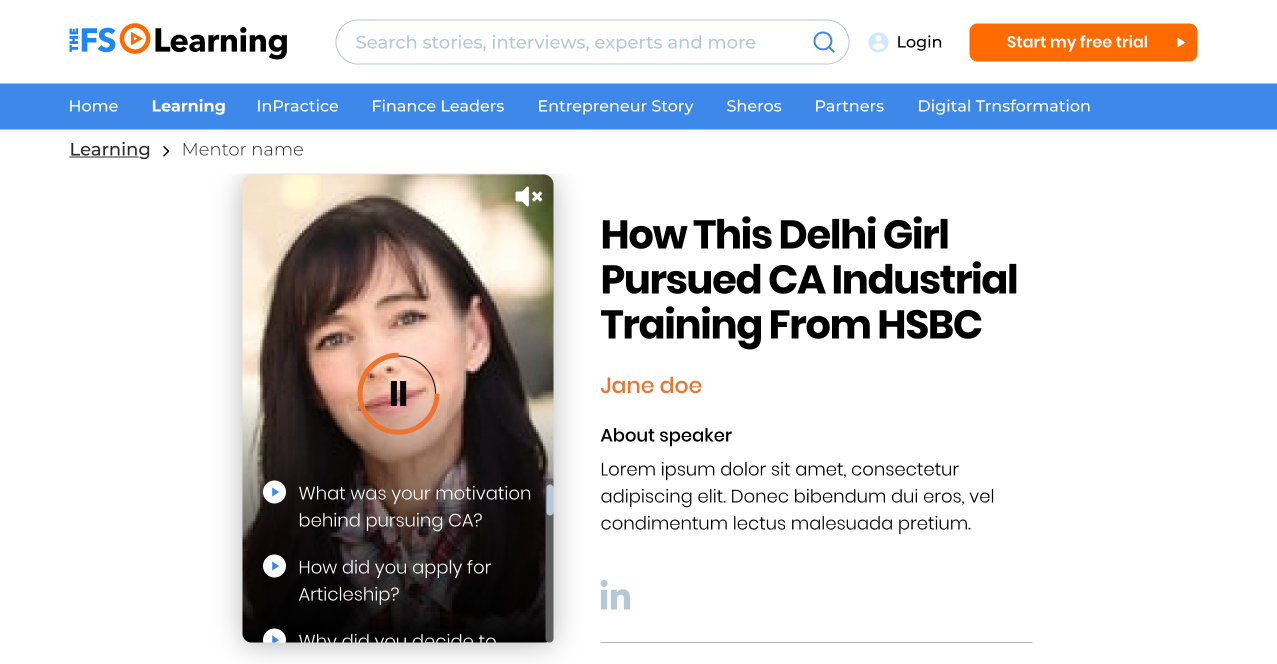 THE FS Learning
Search stories, interviews, experts and more
Login
Start my free trial
Home Learning InPractice Finance Leaders Entrepreneur Story Sheros Partners Digital Trnsformation
Learning > Mentor name
How This Delhi Girl
Pursued CA Industrial
Training From HSBC
Jane doe
About speaker
Lorem ipsum dolor sit amet, consectetur
adipiscing elit. Donec bibendum dui eros, vel
condimentum lectus malesuada pretium.
in
What was your motivation
behind pursuing CA?
How did you apply for
Articleship?
Why did you decide to